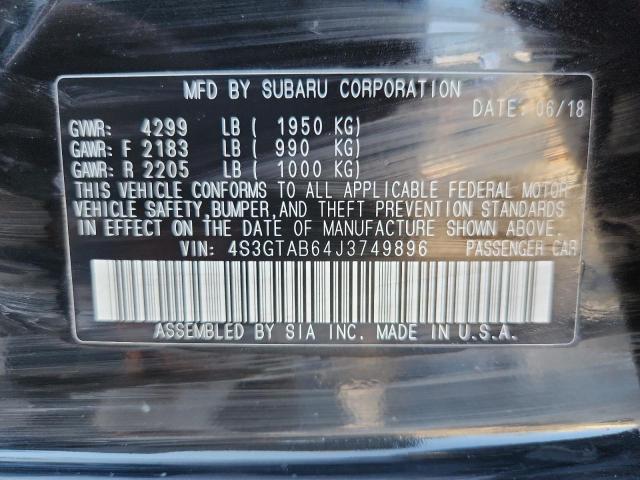 MFD BY SUBARU CORPORATION
DATE: 06/18
GVWR: 4299 LB ( 1950 KG)
GAWR: F 2183 LB ( 990 KG)
GAWR: R 2205 LB ( 1000 KG)
THIS VEHICLE CONFORMS TO ALL APPLICABLE FEDERAL MOTOR
VEHICLE SAFETY, BUMPER, AND THEFT PREVENTION STANDARDS
IN EFFECT ON THE DATE OF MANUFACTURE SHOWN ABOVE.
VIN: 4S3GTAB64J3749896 PASSENGER CAR
ASSEMBLED BY SIA INC. MADE IN U.S.A.